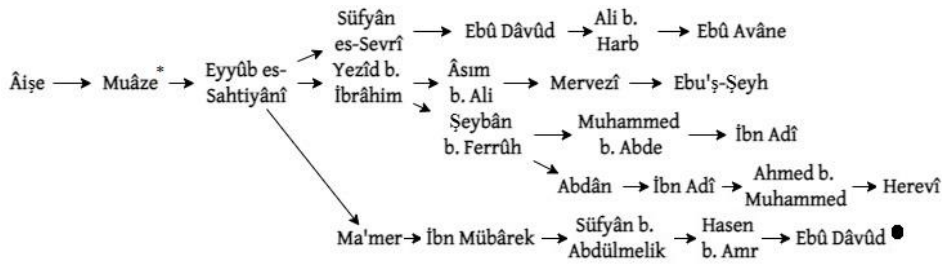 Süfyân
es-Sevrî → Ebû Dâvûd → Ali b.
Harb → Ebû Avâne
Âişe → Muâze* → Eyyûb es-
Sahtiyânî → Yezîd b.
İbrâhim → Âsım
b. Ali → Mervezî → Ebu'ş-Şeyh
Şeybân
b. Ferrûh → Muhammed
b. Abde → İbn Adî
Abdân → İbn Adî → Ahmed b.
Muhammed → Herevî
Ma'mer → İbn Mübârek → Süfyân b.
Abdülmelik → Hasen
b. Amr → Ebû Dâvûd